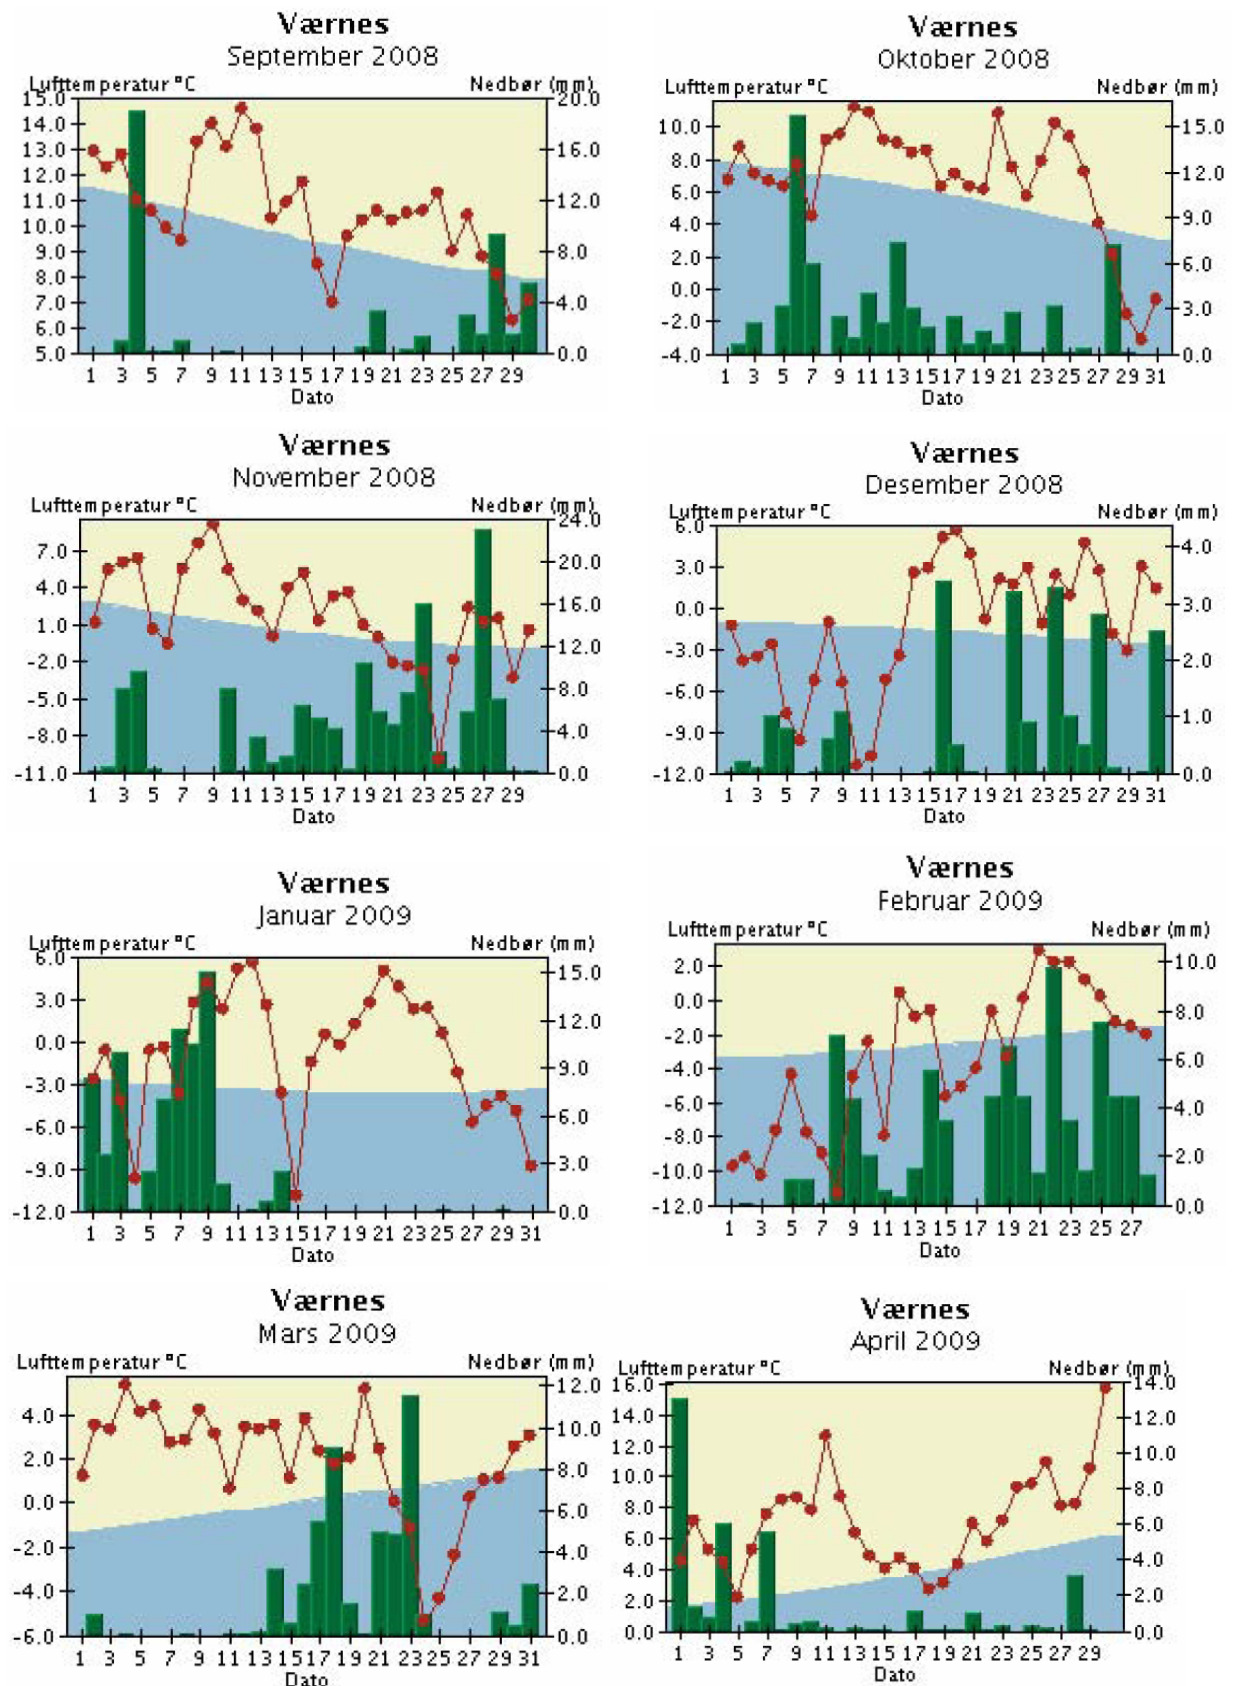 Værnes
September 2008
Lufttemperatur °C Nedbør (mm)
15.0 14.0 13.0 12.0 11.0 10.0 9.0 8.0 7.0 6.0 5.0
20.0 16.0 12.0 8.0 4.0 0.0
1 3 5 7 9 11 13 15 17 19 21 23 25 27 29
Dato
Værnes
Oktober 2008
Lufttemperatur °C Nedbør (mm)
10.0 8.0 6.0 4.0 2.0 0.0 -2.0 -4.0
15.0 12.0 9.0 6.0 3.0 0.0
1 3 5 7 9 11 13 15 17 19 21 23 25 27 29 31
Dato
Værnes
November 2008
Lufttemperatur °C Nedbør (mm)
7.0 4.0 1.0 -2.0 -5.0 -8.0 -11.0
24.0 20.0 16.0 12.0 8.0 4.0 0.0
1 3 5 7 9 11 13 15 17 19 21 23 25 27 29
Dato
Værnes
Desember 2008
Lufttemperatur °C Nedbør (mm)
6.0 3.0 0.0 -3.0 -6.0 -9.0 -12.0
4.0 3.0 2.0 1.0 0.0
1 3 5 7 9 11 13 15 17 19 21 23 25 27 29 31
Dato
Værnes
Januar 2009
Lufttemperatur °C Nedbør (mm)
6.0 3.0 0.0 -3.0 -6.0 -9.0 -12.0
15.0 12.0 9.0 6.0 3.0 0.0
1 3 5 7 9 11 13 15 17 19 21 23 25 27 29 31
Dato
Værnes
Februar 2009
Lufttemperatur °C Nedbør (mm)
2.0 0.0 -2.0 -4.0 -6.0 -8.0 -10.0 -12.0
10.0 8.0 6.0 4.0 2.0 0.0
1 3 5 7 9 11 13 15 17 19 21 23 25 27
Dato
Værnes
Mars 2009
Lufttemperatur °C Nedbør (mm)
4.0 2.0 0.0 -2.0 -4.0 -6.0
12.0 10.0 8.0 6.0 4.0 2.0 0.0
1 3 5 7 9 11 13 15 17 19 21 23 25 27 29 31
Dato
Værnes
April 2009
Lufttemperatur °C Nedbør (mm)
16.0 14.0 12.0 10.0 8.0 6.0 4.0 2.0 0.0
14.0 12.0 10.0 8.0 6.0 4.0 2.0 0.0
1 3 5 7 9 11 13 15 17 19 21 23 25 27 29
Dato